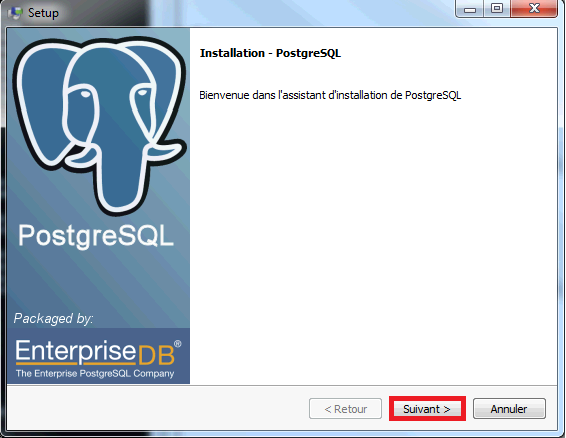 Setup
Installation - PostgreSQL
Bienvenue dans l'assistant d'installation de PostgreSQL
PostgreSQL
Packaged by:
EnterpriseDB®
The Enterprise PostgreSQL Company
< Retour
Suivant >
Annuler